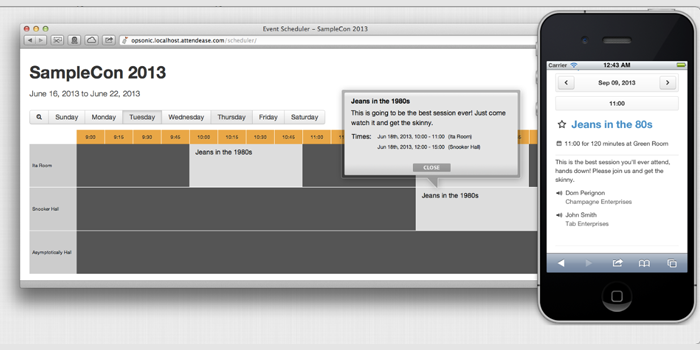 Event Scheduler – SampleCon 2013
opsonic.localhost.attendease.com/scheduler/
SampleCon 2013
June 16, 2013 to June 22, 2013
Sunday Monday Tuesday Wednesday Thursday Friday Saturday
9:00 9:15 9:30 9:45 10:00 10:15 10:30 10:45 11:00 11:15
Ita Room
Jeans in the 1980s
Snooker Hall
Jeans in the 1980s
Asymptotically Hal
Jeans in the 1980s
This is going to be the best session ever! Just come
watch it and get the skinny.
Times: Jun 18th, 2013, 10:00 - 11:00 (Ita Room)
Jun 18th, 2013, 12:00 - 15:00 (Snooker Hall)
CLOSE
Carrier 12:43 AM
Sep 09, 2013
11:00
Jeans in the 80s
11:00 for 120 minutes at Green Room
This is the best session you'll ever attend,
hands down! Please join us and get the
skinny.
Dom Perignon
Champagne Enterprises
John Smith
Tab Enterprises